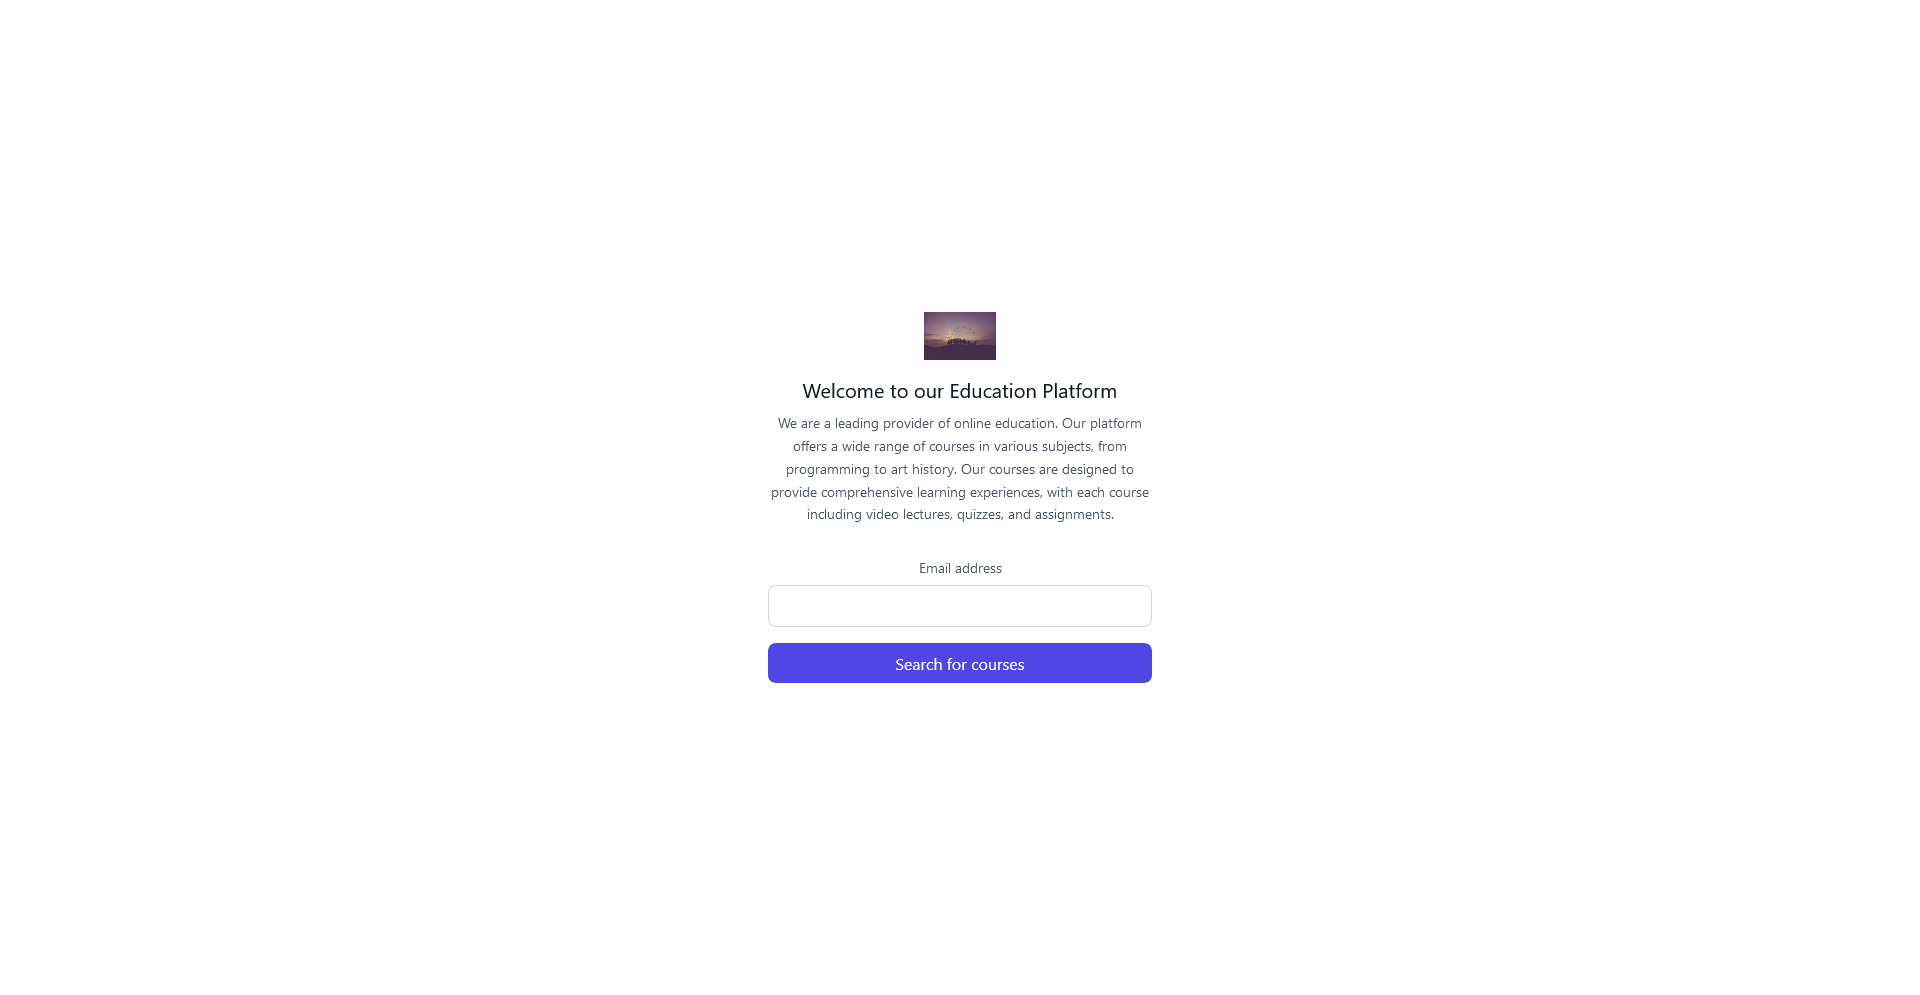 Welcome to our Education Platform
We are a leading provider of online education. Our platform
offers a wide range of courses in various subjects, from
programming to art history. Our courses are designed to
provide comprehensive learning experiences, with each course
including video lectures, quizzes, and assignments.
Email address
Search for courses